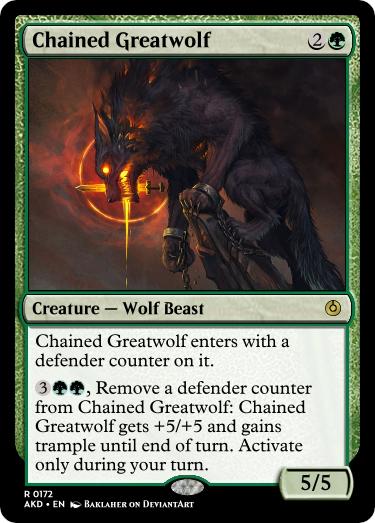 Chained Greatwolf 2
Creature — Wolf Beast
Chained Greatwolf enters with a
defender counter on it.
3, Remove a defender counter
from Chained Greatwolf: Chained
Greatwolf gets +5/+5 and gains
trample until end of turn. Activate
only during your turn.
5/5
R 0172
AKD • EN BAKLAHER ON DEVIANTART